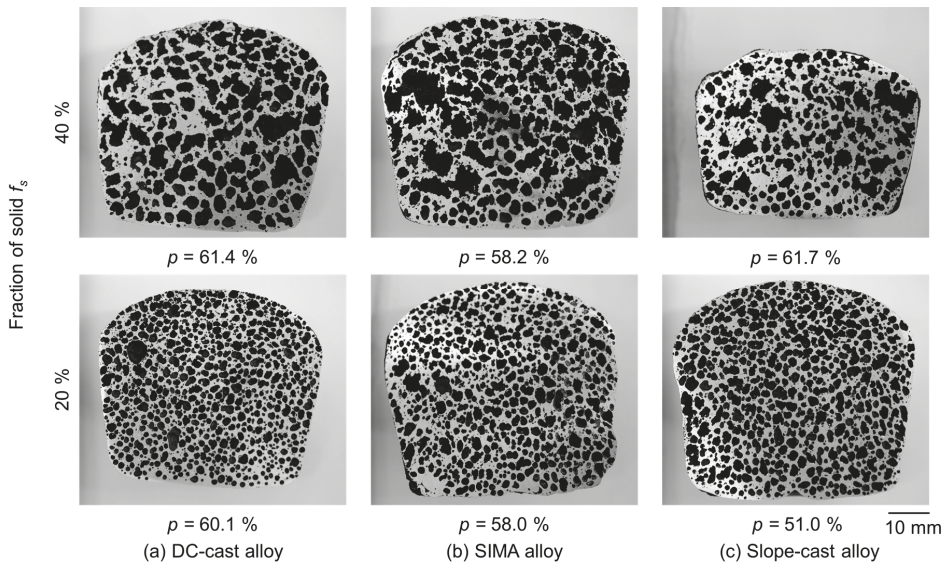 Fraction of solid fs
40 %
p = 61.4 %
p = 58.2 %
p = 61.7 %
20 %
p = 60.1 %
p = 58.0 %
p = 51.0 %
10 mm
(a) DC-cast alloy
(b) SIMA alloy
(c) Slope-cast alloy